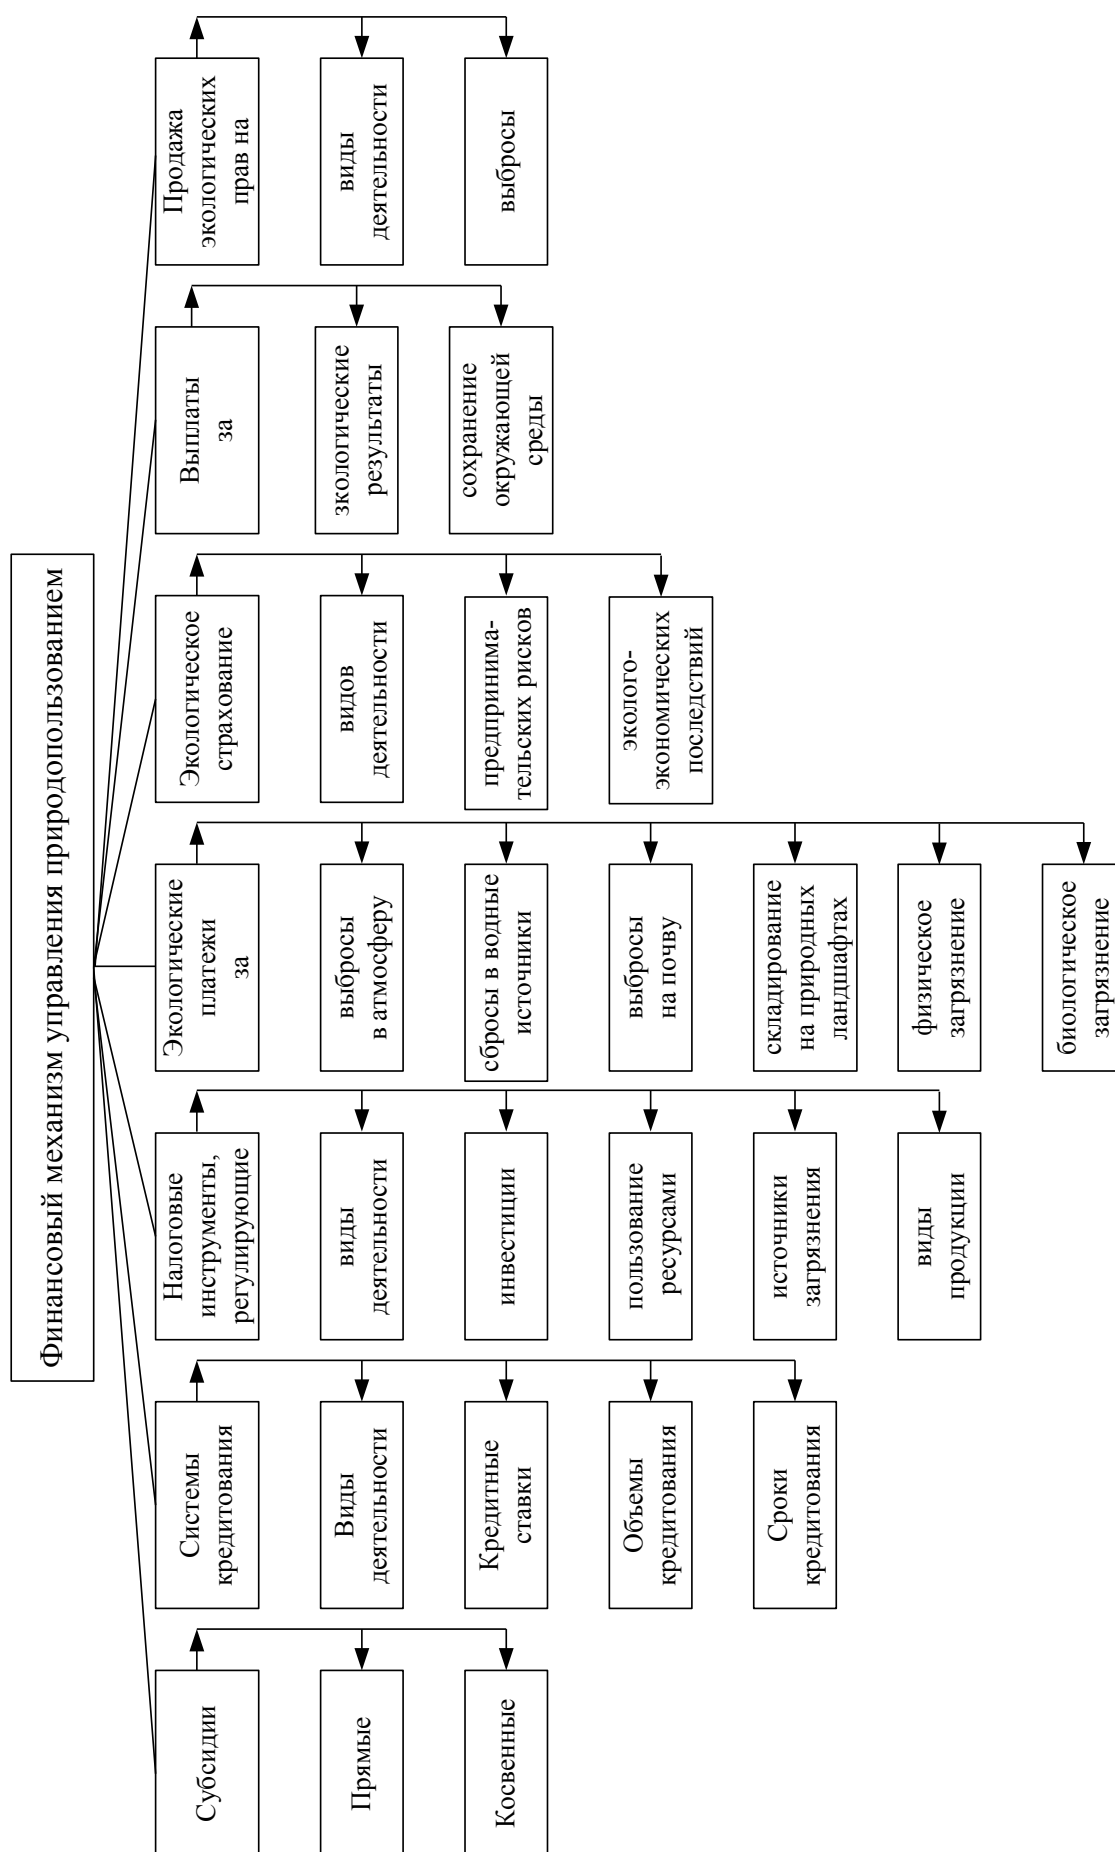 Финансовый механизм управления природопользованием
Субсидии
Прямые
Косвенные
Системы
кредитования
Виды
деятельности
Кредитные
ставки
Объемы
кредитования
Сроки
кредитования
Налоговые
инструменты,
регулирующие
виды
деятельности
инвестиции
пользование
ресурсами
источники
загрязнения
виды
продукции
Экологические
платежи
за
выбросы
в атмосферу
сбросы в водные
источники
выбросы
на почву
складирование
на природных
ландшафтах
физическое
загрязнение
биологическое
загрязнение
Экологическое
страхование
видов
деятельности
предпринима-
тельских рисков
эколого-
экономических
последствий
Выплаты
за
зкологические
результаты
сохранение
окружающей
среды
Продажа
экологических
прав на
виды
деятельности
выбросы